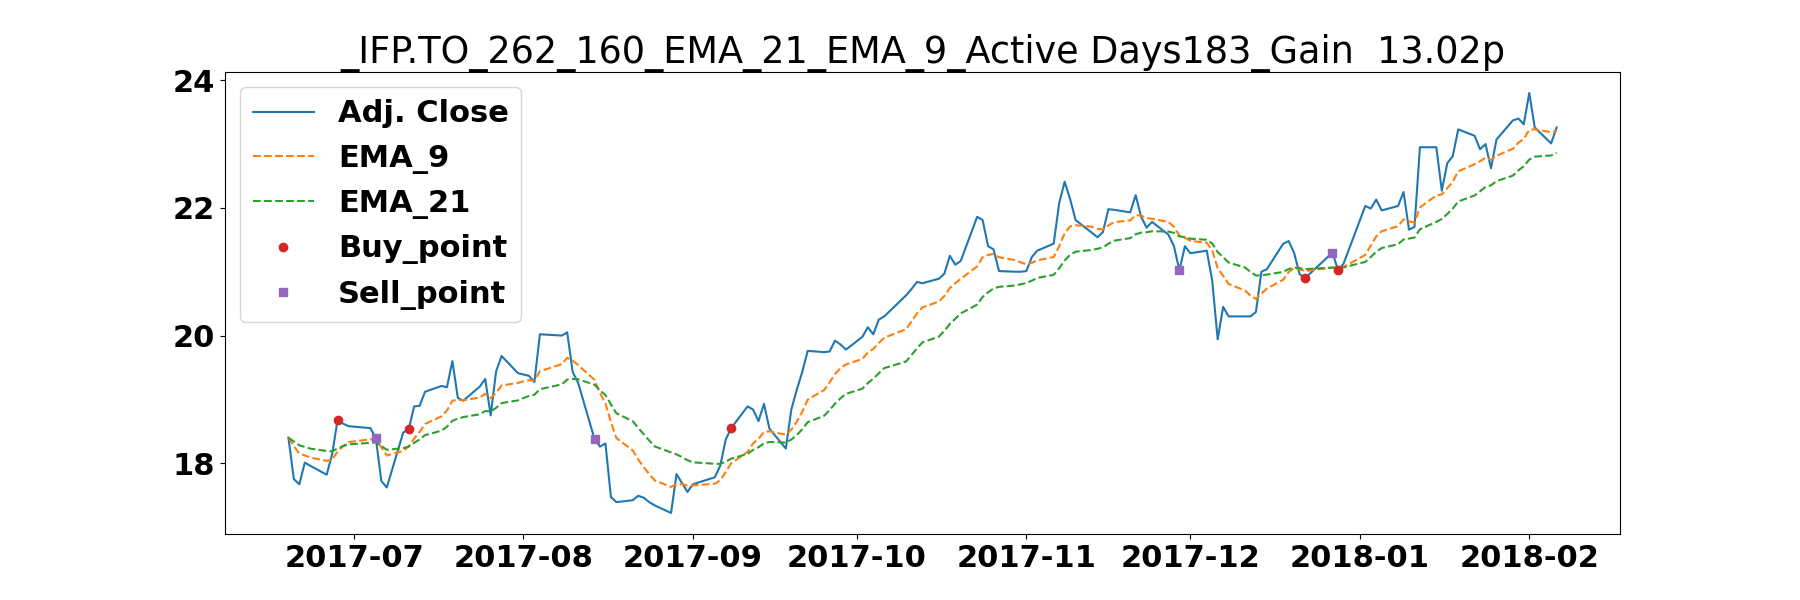 _IFP.TO_262_160_EMA_21_EMA_9_Active Days183_Gain  13.02p
24
22
20
18
Adj. Close
EMA_9
EMA_21
Buy_point
Sell_point
2017-07 2017-08 2017-09 2017-10 2017-11 2017-12 2018-01 2018-02